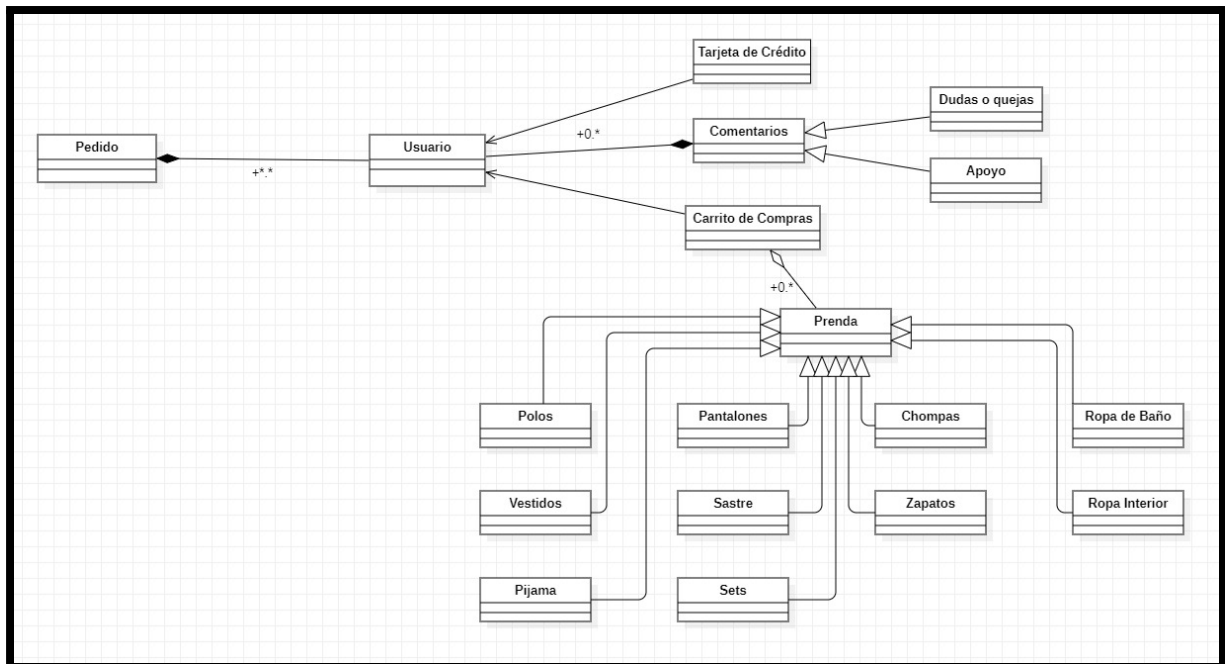 Tarjeta de Crédito
Dudas o quejas
Comentarios
+0.*
Pedido
Usuario
+*.*
Apoyo
Carrito de Compras
+0.*
Prenda
Polos
Pantalones
Chompas
Ropa de Baño
Vestidos
Sastre
Zapatos
Ropa Interior
Pijama
Sets